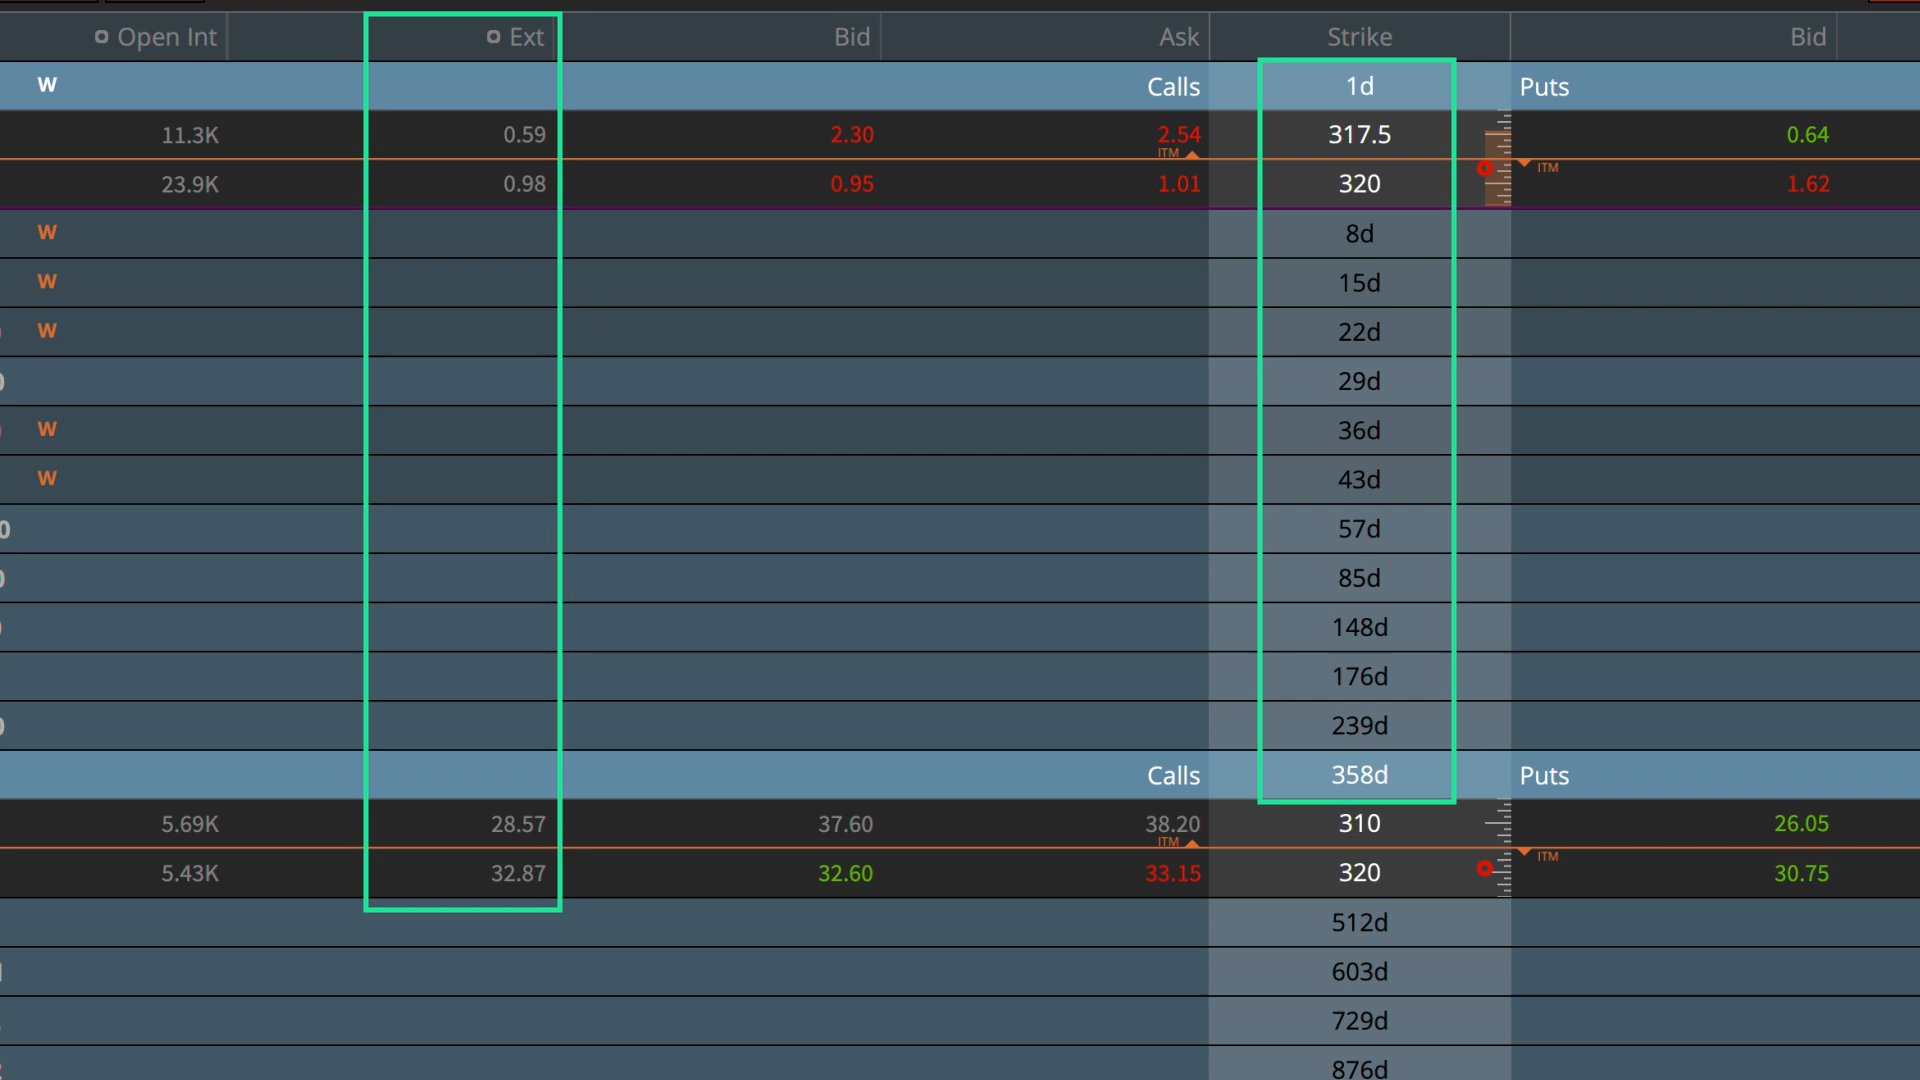 Open Int Ext Bid Ask Strike Bid
W Calls 1d Puts
11.3K 0.59 2.30 2.54 317.5 0.64
ITM ITM
23.9K 0.98 0.95 1.01 320 1.62
W 8d
W 15d
W 22d
29d
W 36d
W 43d
57d
85d
148d
176d
239d
Calls 358d Puts
5.69K 28.57 37.60 38.20 310 26.05
ITM ITM
5.43K 32.87 32.60 33.15 320 30.75
512d
603d
729d
876d